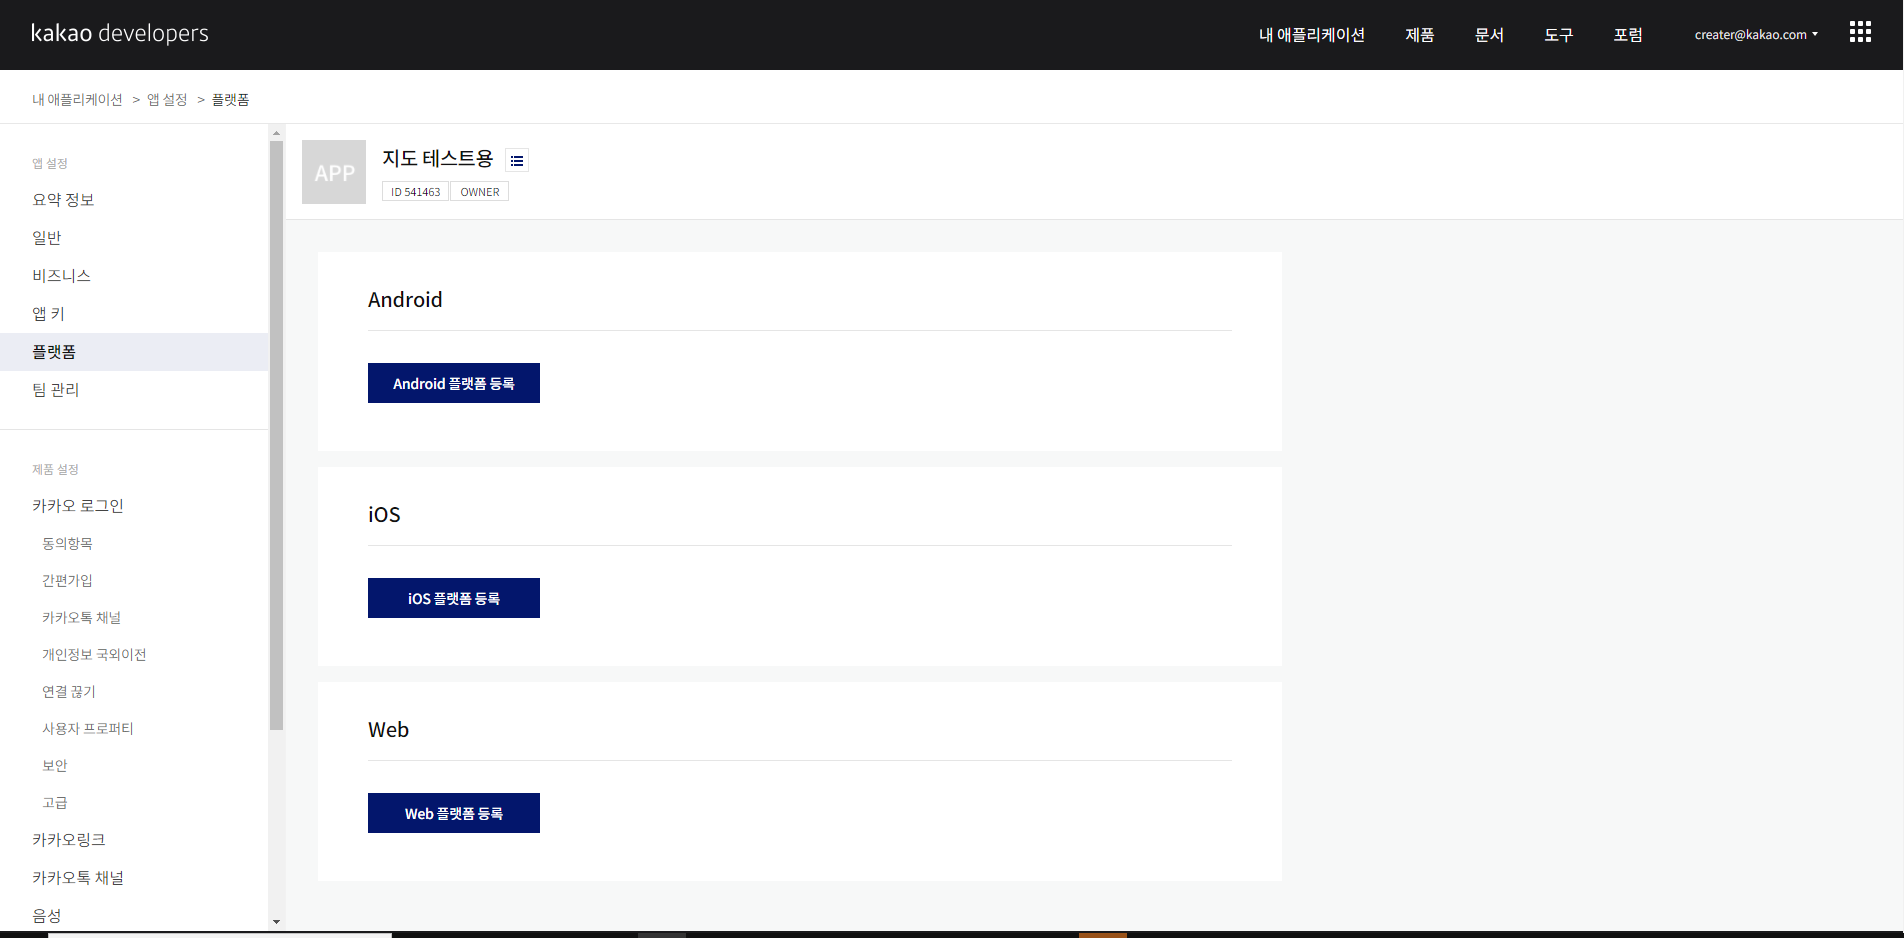 kakao developers
내 애플리케이션 제품 문서 도구 포럼 creater@kakao.com
내 애플리케이션 > 앱 설정 > 플랫폼
앱 설정
요약 정보
일반
비즈니스
앱 키
플랫폼
팀 관리
제품 설정
카카오 로그인
동의항목
간편가입
카카오톡 채널
개인정보 국외이전
연결 끊기
사용자 프로퍼티
보안
고급
카카오링크
카카오톡 채널
음성
APP
지도 테스트용
ID 541463 OWNER
Android
Android 플랫폼 등록
iOS
iOS 플랫폼 등록
Web
Web 플랫폼 등록